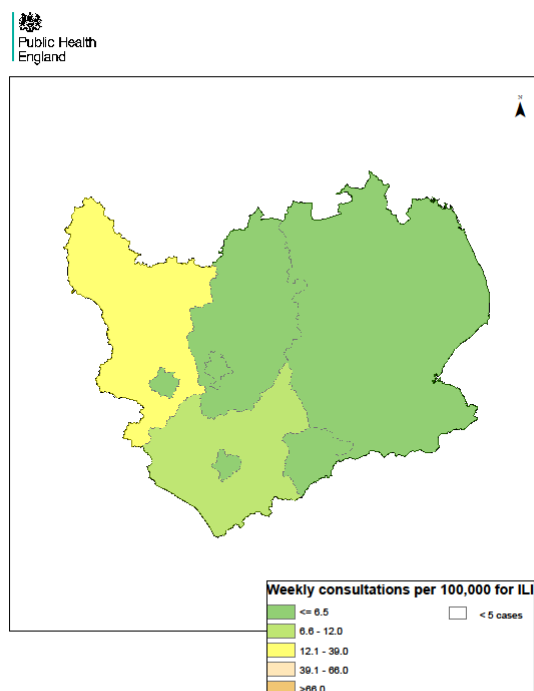 Public Health
England
N
Weekly consultations per 100,000 for ILI
<= 6.5
< 5 cases
6.6 - 12.0
12.1 - 39.0
39.1 - 66.0
>66.0